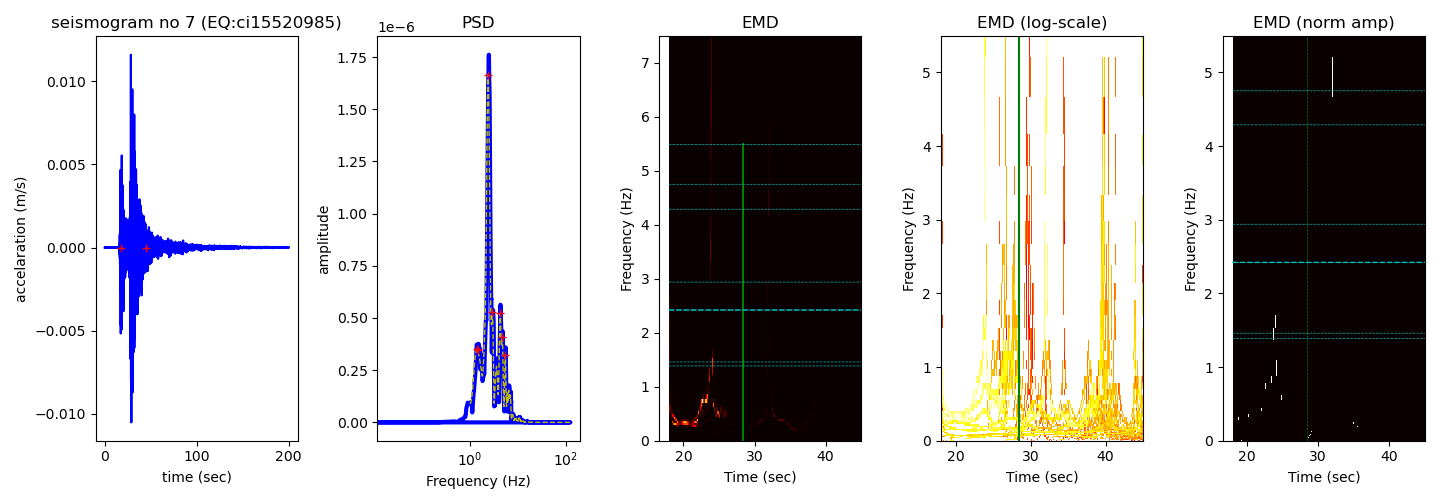 seismogram no 7 (EQ:ci15520985)
accelaration (m/s)
0.010
0.005
0.000
−0.005
−0.010
0
100
200
time (sec)
PSD
1e−6
amplitude
1.75
1.50
1.25
1.00
0.75
0.50
0.25
0.00
10⁰
10²
Frequency (Hz)
EMD
Frequency (Hz)
7
6
5
4
3
2
1
0
20
30
40
Time (sec)
EMD (log-scale)
Frequency (Hz)
5
4
3
2
1
0
20
30
40
Time (sec)
EMD (norm amp)
Frequency (Hz)
5
4
3
2
1
0
20
30
40
Time (sec)